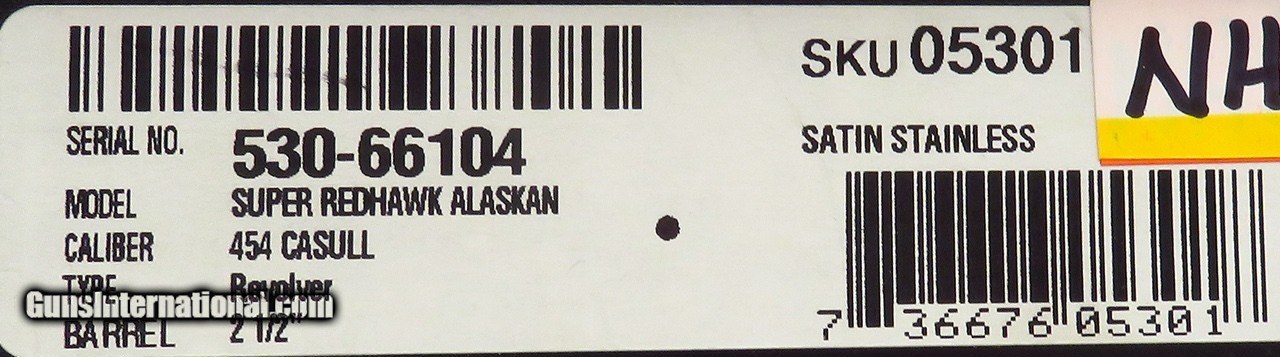 SKU 05301
NH
SERIAL NO. 530-66104
SATIN STAINLESS
MODEL SUPER REDHAWK ALASKAN
CALIBER 454 CASULL
TYPE Revolver
GunsInternational.com
BARREL 2 1/2"
7 36676 05301